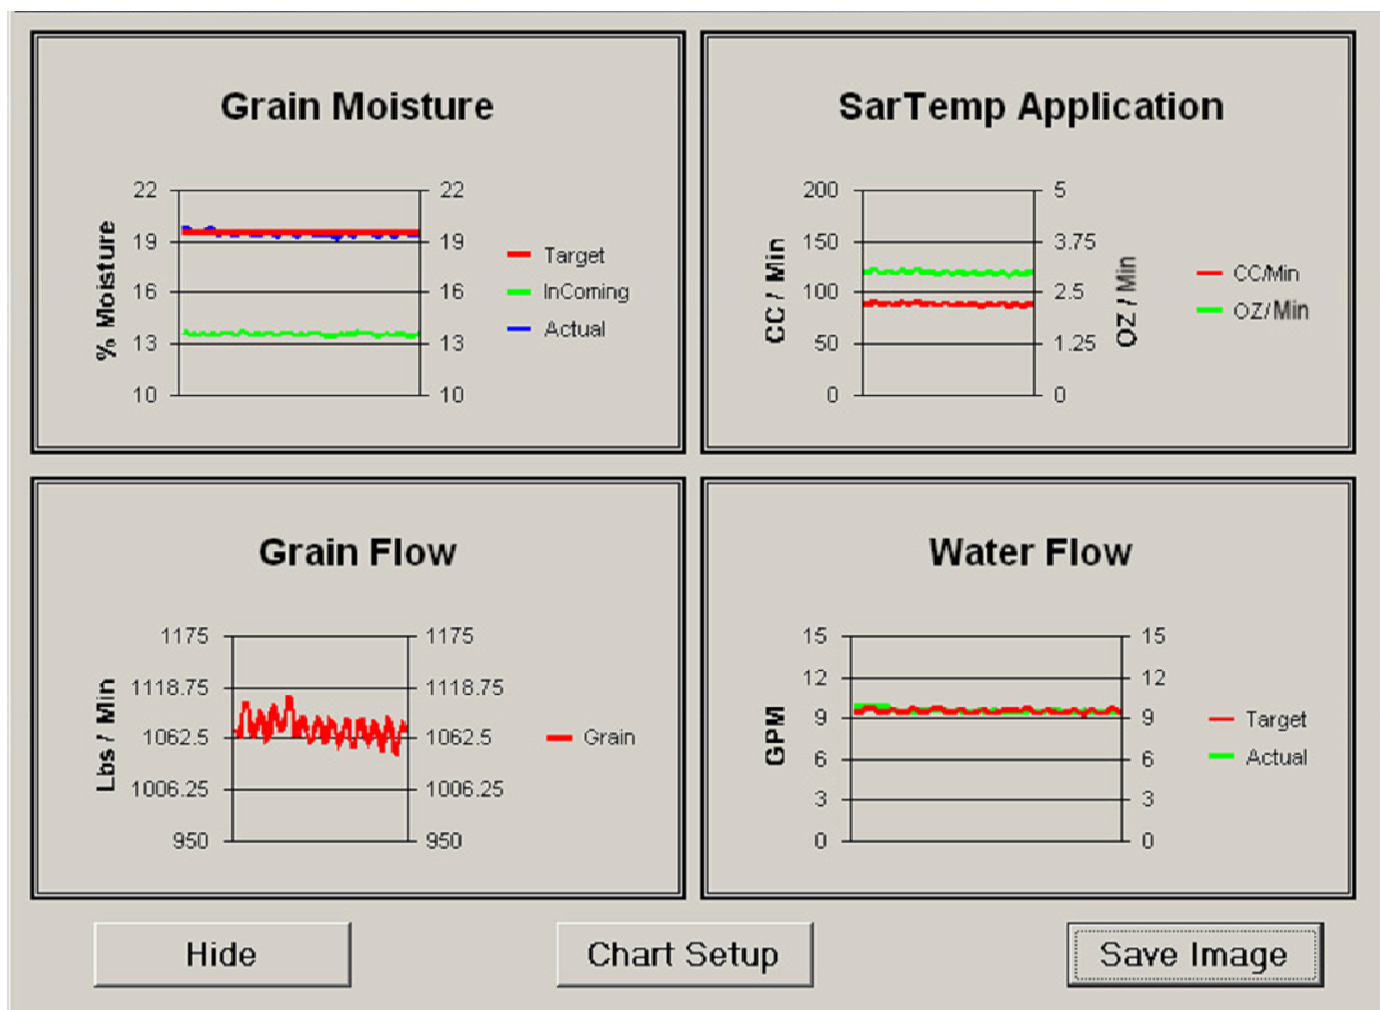 Grain Moisture
% Moisture
22 22
19 19
16 16
13 13
10 10
Target
InComing
Actual
SarTemp Application
CC / Min
200 5
150 3.75
100 2.5
50 1.25
0 0
OZ / Min
CC/Min
OZ/Min
Grain Flow
Lbs / Min
1175 1175
1118.75 1118.75
1062.5 1062.5
1006.25 1006.25
950 950
Grain
Water Flow
GPM
15 15
12 12
9 9
6 6
3 3
0 0
Target
Actual
Hide
Chart Setup
Save Image